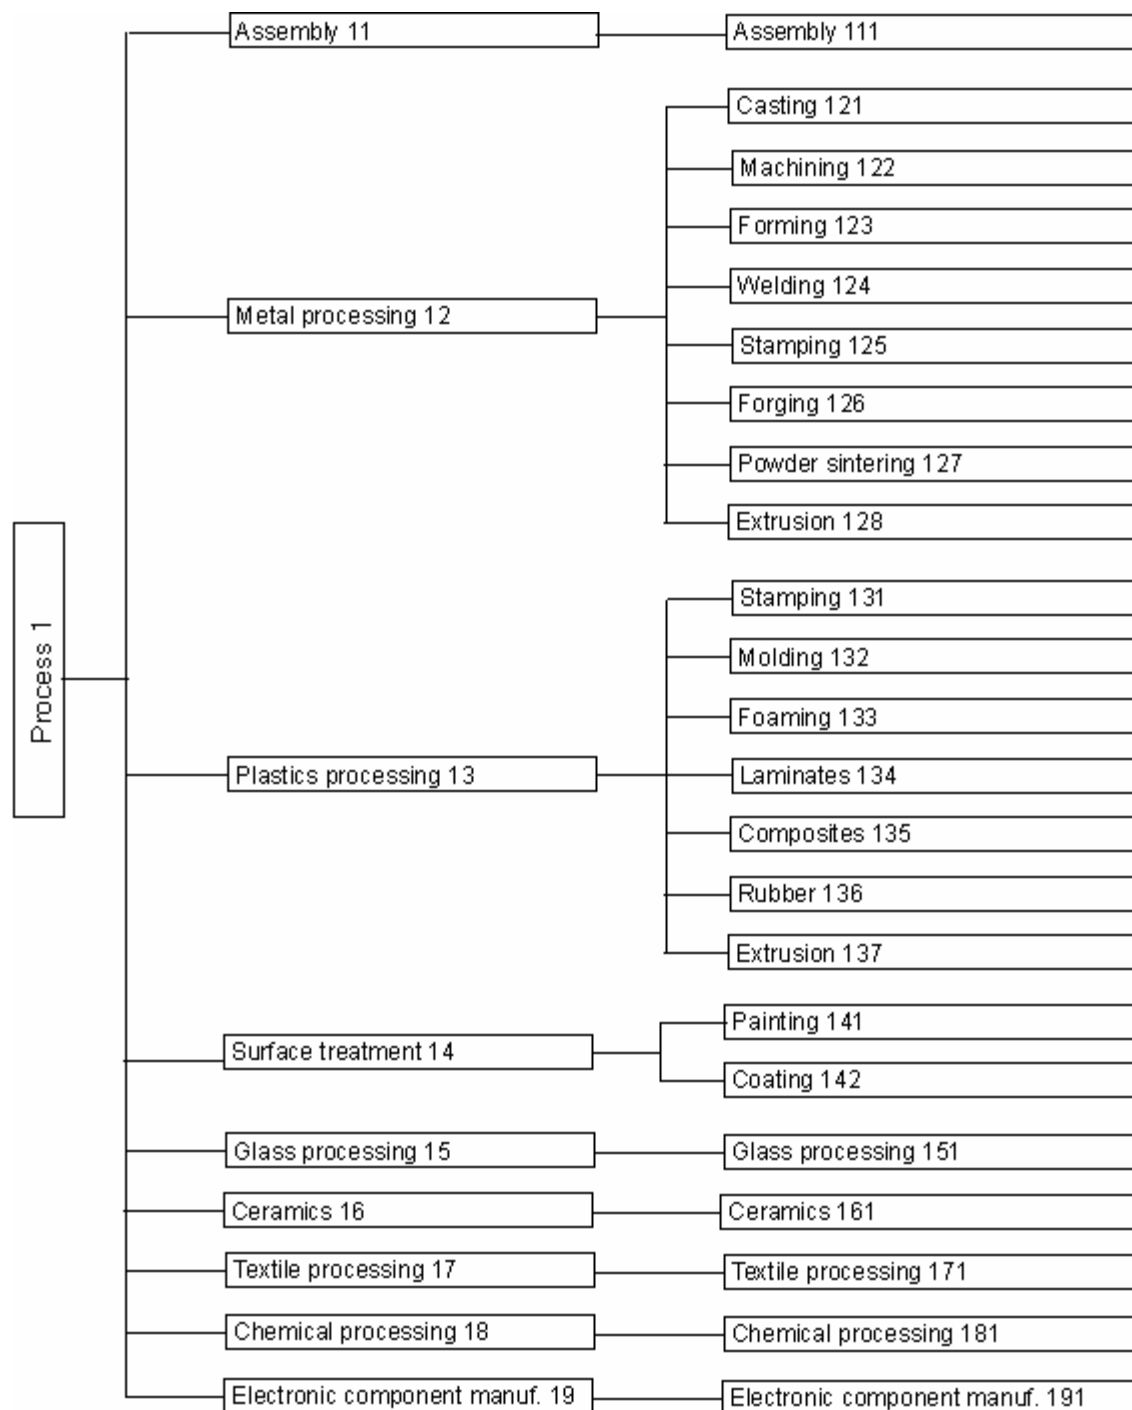 Process 1
Assembly 11
Assembly 111
Metal processing 12
Casting 121
Machining 122
Forming 123
Welding 124
Stamping 125
Forging 126
Powder sintering 127
Extrusion 128
Plastics processing 13
Stamping 131
Molding 132
Foaming 133
Laminates 134
Composites 135
Rubber 136
Extrusion 137
Surface treatment 14
Painting 141
Coating 142
Glass processing 15
Glass processing 151
Ceramics 16
Ceramics 161
Textile processing 17
Textile processing 171
Chemical processing 18
Chemical processing 181
Electronic component manuf. 19
Electronic component manuf. 191